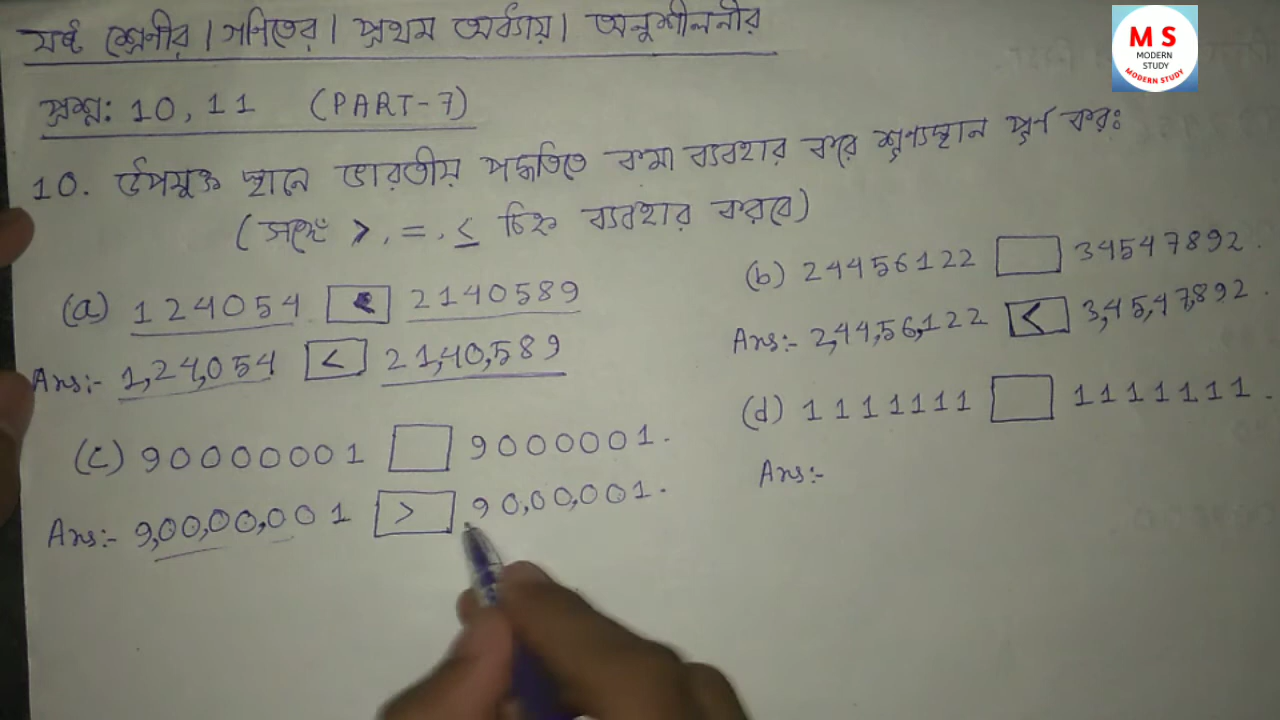 ষষ্ঠ শ্রেনীর । গনিতের । প্রথম অধ্যায় । অনুশীলনীর
প্রশ্ন: 10, 11 (PART-7)
10. উপযুক্ত স্থানে ভারতীয় পদ্ধতিতে কমা ব্যবহার করে শূণ্যস্থান পূর্ণ কর:
(সঙ্গে >, =, < চিহ্ন ব্যবহার করবে)
(a) 124054 < 2140589
Ans:- 1,24,054 < 21,40,589
(b) 24456122 34547892.
Ans:- 2,44,56,122 < 3,45,47,892.
(c) 90000001 9000001.
Ans:- 9,00,00,001 > 90,00,001.
(d) 1111111 1111111.
Ans:-
M S
MODERN
STUDY
MODERN STUDY